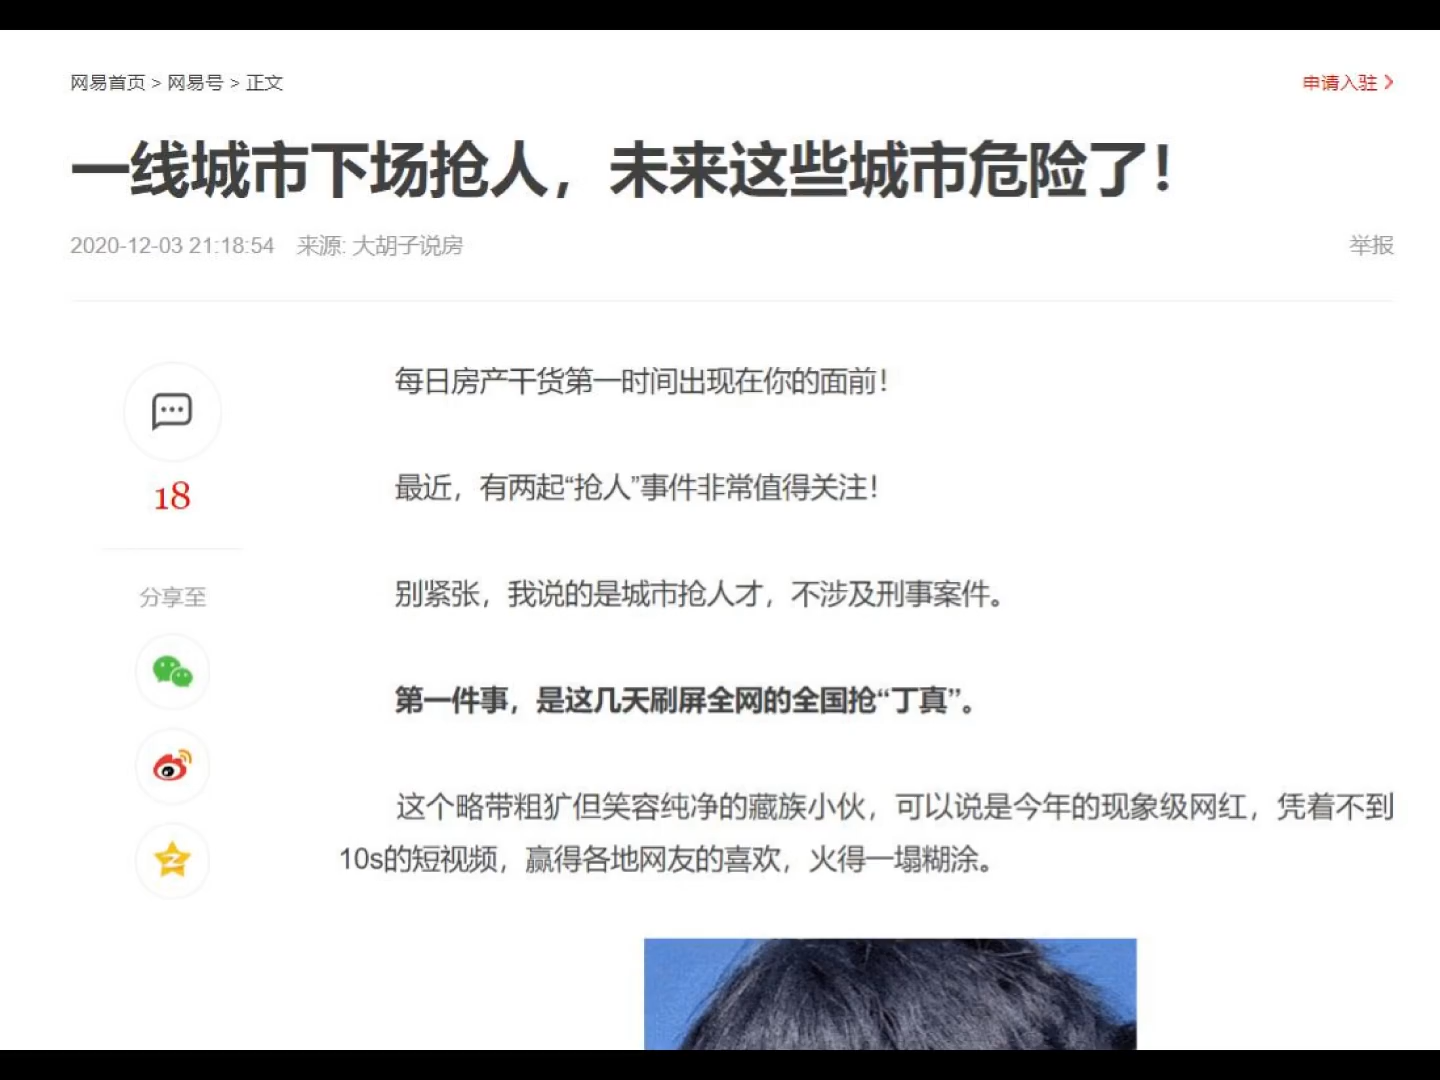 网易首页 > 网易号 > 正文
申请入驻 >
一线城市下场抢人，未来这些城市危险了！
2020-12-03 21:18:54 来源: 大胡子说房
举报
每日房产干货第一时间出现在你的面前！
最近，有两起“抢人”事件非常值得关注！
18
别紧张，我说的是城市抢人才，不涉及刑事案件。
分享至
第一件事，是这几天刷屏全网的全国抢“丁真”。
这个略带粗犷但笑容纯净的藏族小伙，可以说是今年的现象级网红，凭着不到
10s的短视频，赢得各地网友的喜欢，火得一塌糊涂。